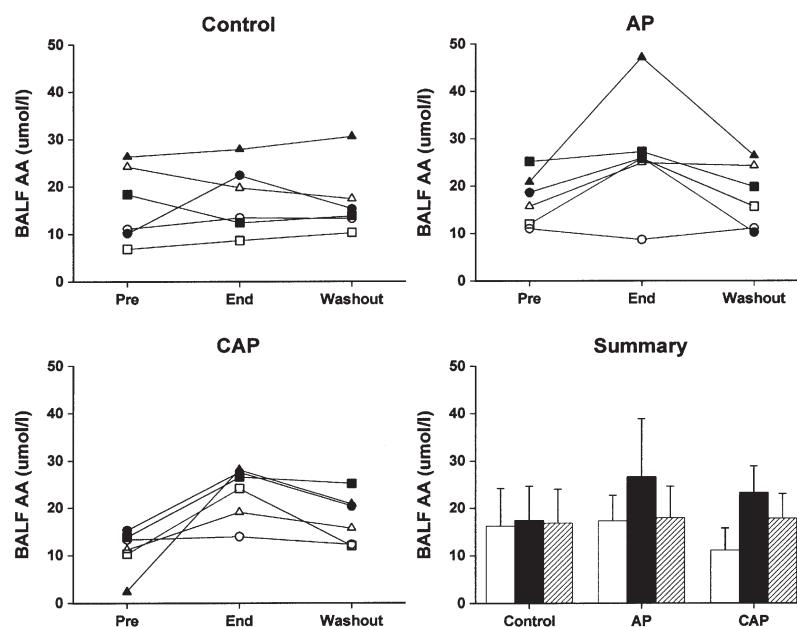 Control
BALF AA (umol/l)
50
40
30
20
10
0
Pre End Washout
AP
BALF AA (umol/l)
50
40
30
20
10
0
Pre End Washout
CAP
BALF AA (umol/l)
50
40
30
20
10
0
Pre End Washout
Summary
BALF AA (umol/l)
50
40
30
20
10
0
Control AP CAP